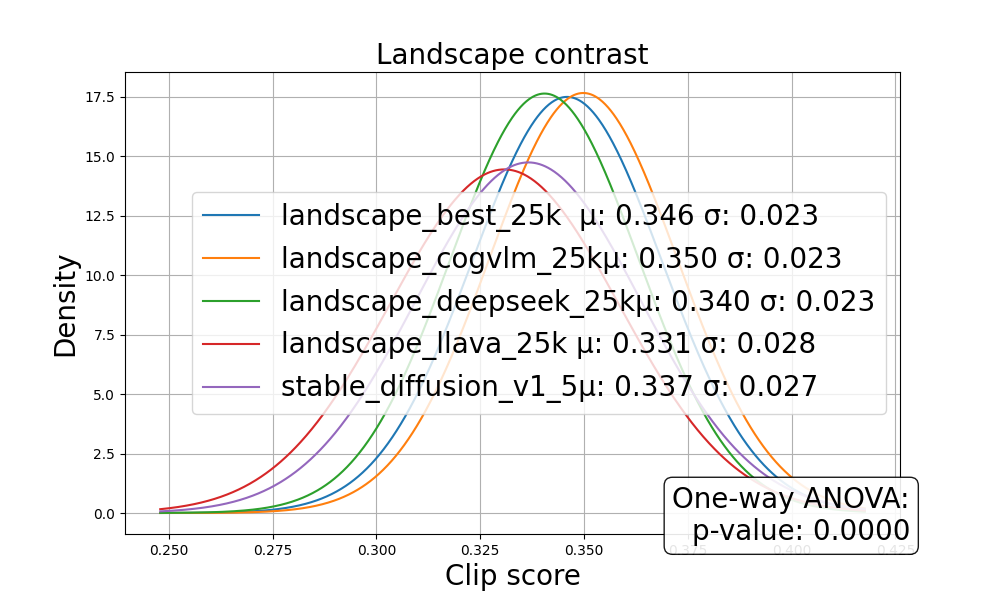 Landscape contrast
17.5
15.0
12.5
10.0
7.5
5.0
2.5
0.0
Density
landscape_best_25k  μ: 0.346 σ: 0.023
landscape_cogvlm_25kμ: 0.350 σ: 0.023
landscape_deepseek_25kμ: 0.340 σ: 0.023
landscape_llava_25k μ: 0.331 σ: 0.028
stable_diffusion_v1_5μ: 0.337 σ: 0.027
One-way ANOVA:
p-value: 0.0000
0.250 0.275 0.300 0.325 0.350 0.375 0.400 0.425
Clip score